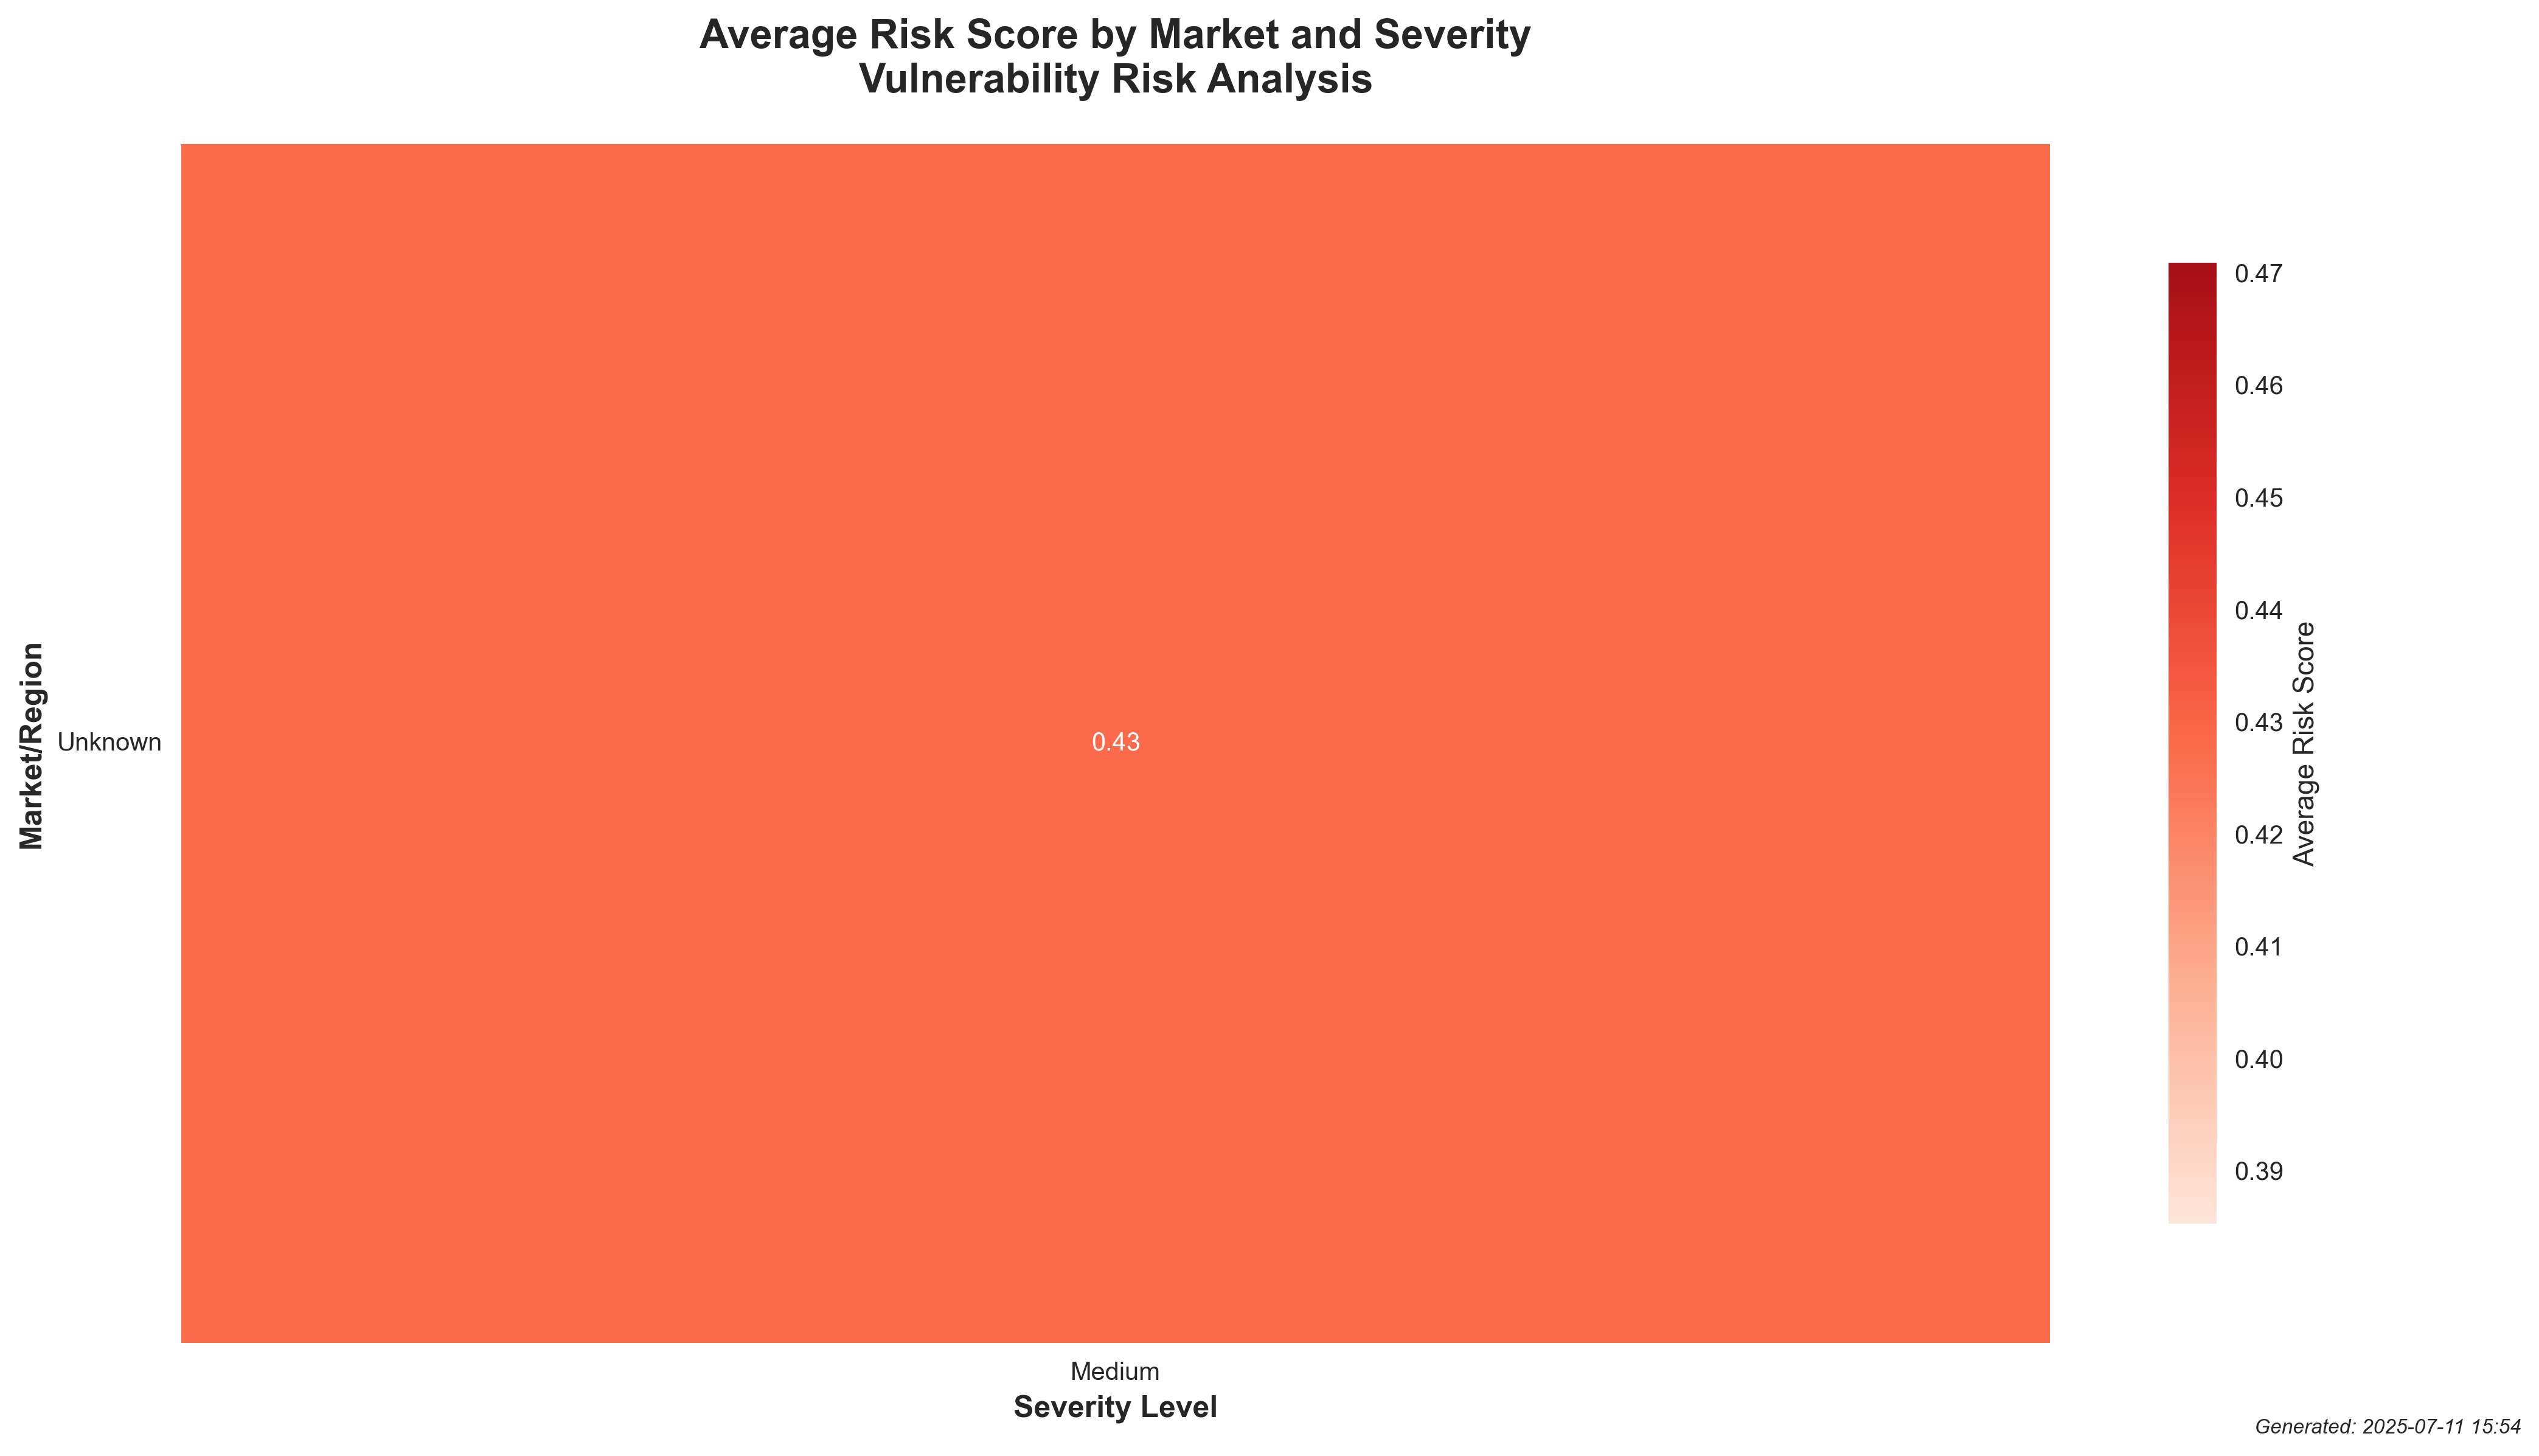 Average Risk Score by Market and Severity
Vulnerability Risk Analysis
Market/Region
Unknown
0.43
Medium
Severity Level
0.47
0.46
0.45
0.44
0.43
0.42
0.41
0.40
0.39
Average Risk Score
Generated: 2025-07-11 15:54